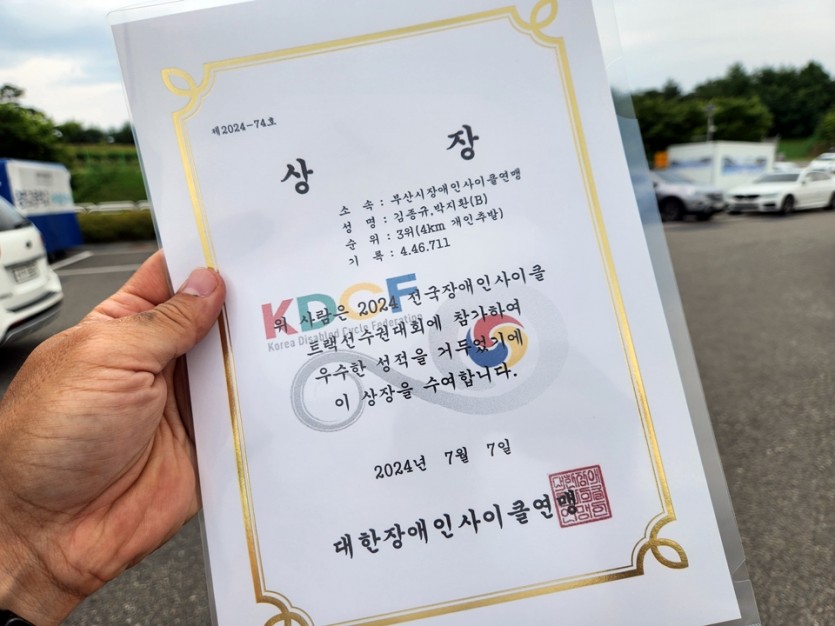 제2024-74호
상 장
소 속 : 부산시장애인사이클연맹
성 명 : 김종규,박지환(B)
순 위 : 3위(4km 개인추발)
기 록 : 4.46.711
KDCF
Korea Disabled Cycle Federation
위 사람은 2024 전국장애인사이클
트랙선수권대회에 참가하여
우수한 성적을 거두었기에
이 상장을 수여합니다.
2024년 7월 7일
대한장애인사이클연맹